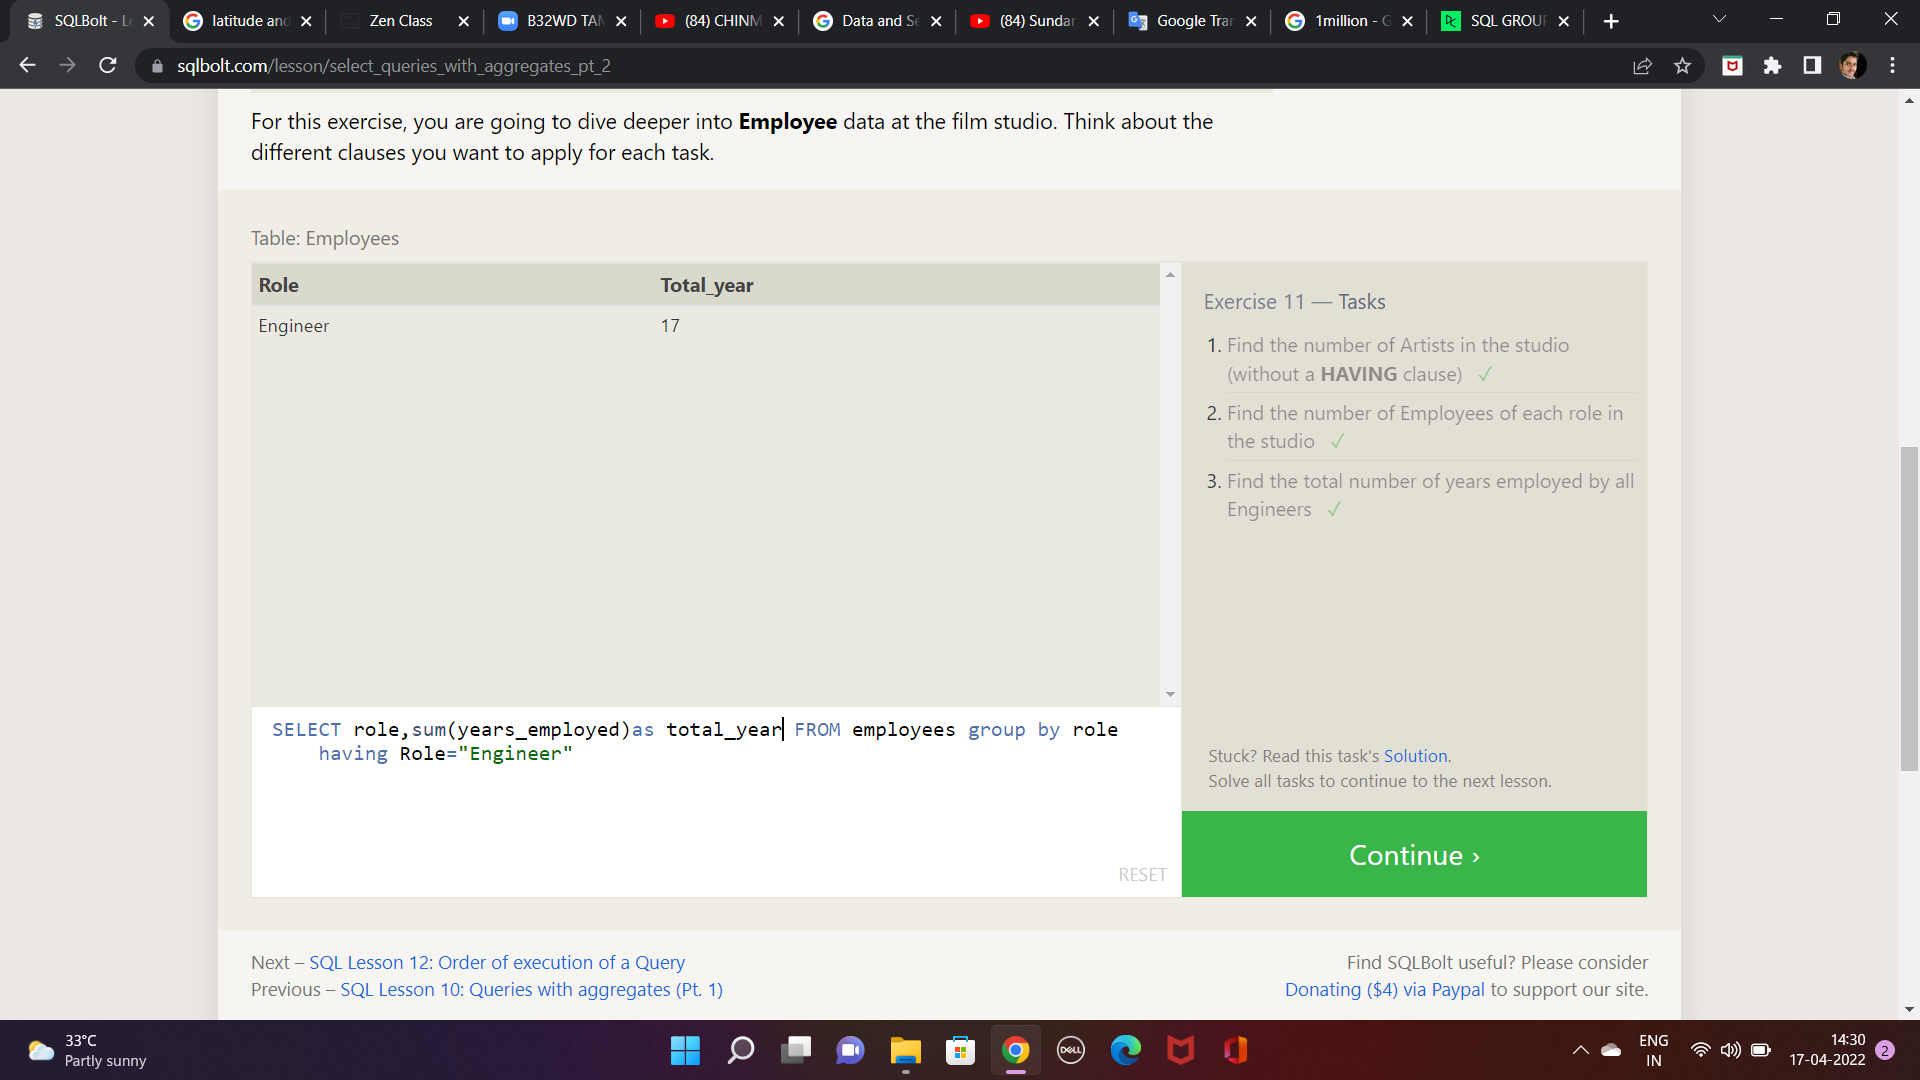 SQLBolt - Le
latitude and
Zen Class
B32WD TAM
(84) CHINM
Data and Se
(84) Sundar
Google Tran
1million - G
SQL GROUP
sqlbolt.com/lesson/select_queries_with_aggregates_pt_2
For this exercise, you are going to dive deeper into Employee data at the film studio. Think about the
different clauses you want to apply for each task.
Table: Employees
Role Total_year
Engineer 17
Exercise 11 — Tasks
1. Find the number of Artists in the studio
(without a HAVING clause) ✓
2. Find the number of Employees of each role in
the studio ✓
3. Find the total number of years employed by all
Engineers ✓
SELECT role,sum(years_employed)as total_year FROM employees group by role
having Role="Engineer"
RESET
Stuck? Read this task's Solution.
Solve all tasks to continue to the next lesson.
Continue ›
Next – SQL Lesson 12: Order of execution of a Query
Previous – SQL Lesson 10: Queries with aggregates (Pt. 1)
Find SQLBolt useful? Please consider
Donating ($4) via Paypal to support our site.
33°C
Partly sunny
DELL
ENG
IN
14:30
17-04-2022
2